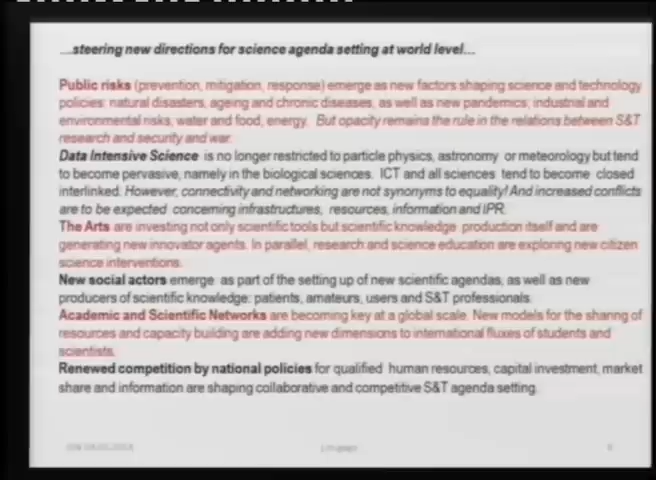 ...steering new directions for science agenda setting at world level...
Public risks (prevention, mitigation, response) emerge as new factors shaping science and technology
policies: natural disasters, ageing and chronic diseases, as well as new pandemics; industrial and
environmental risks, water and food, energy. But opacity remains the rule in the relations between S&T
research and security and war.
Data Intensive Science is no longer restricted to particle physics, astronomy or meteorology but tend
to become pervasive, namely in the biological sciences. ICT and all sciences tend to become closed
interlinked. However, connectivity and networking are not synonyms to equality! And increased conflicts
are to be expected concerning infrastructures, resources, information and IPR.
The Arts are investing not only scientific tools but scientific knowledge production itself and are
generating new innovator agents. In parallel, research and science education are exploring new citizen
science interventions.
New social actors emerge as part of the setting up of new scientific agendas, as well as new
producers of scientific knowledge: patients, amateurs, users and S&T professionals.
Academic and Scientific Networks are becoming key at a global scale. New models for the sharing of
resources and capacity building are adding new dimensions to international fluxes of students and
scientists.
Renewed competition by national policies for qualified human resources, capital investment, market
share and information are shaping collaborative and competitive S&T agenda setting.